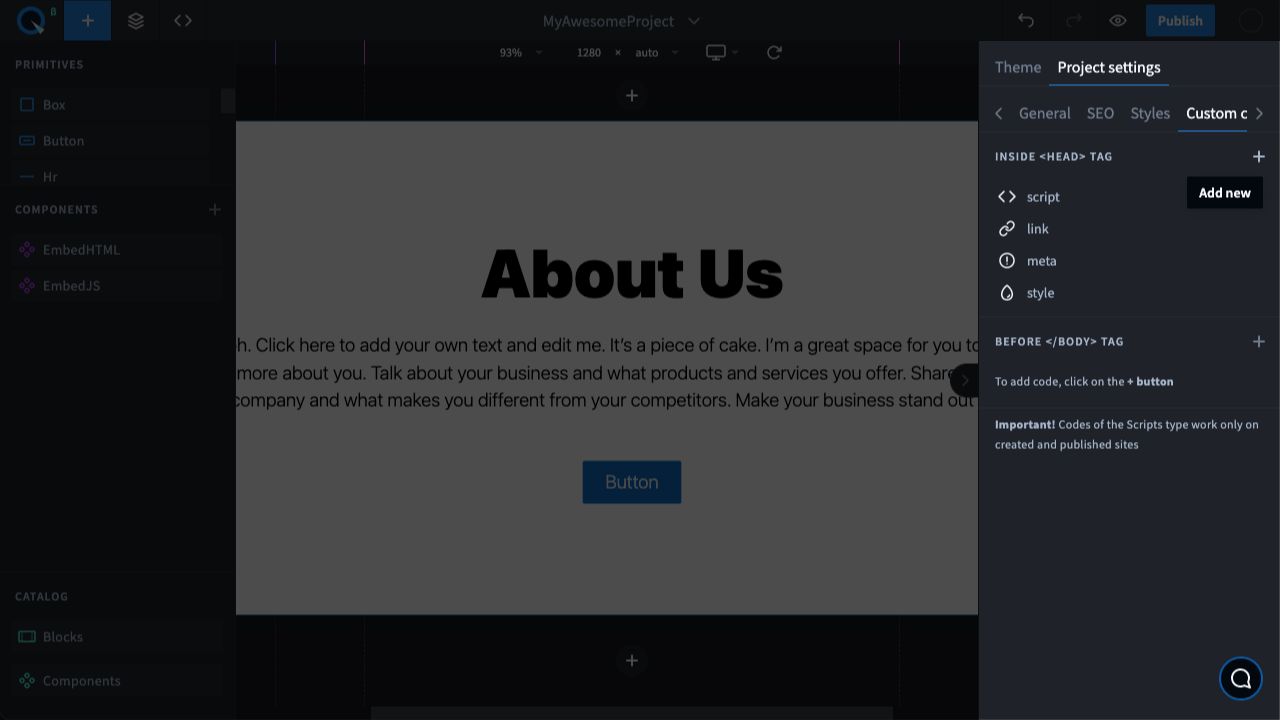 β
MyAwesomeProject
Publish
PRIMITIVES
Box
Button
Hr
COMPONENTS
EmbedHTML
EmbedJS
CATALOG
Blocks
Components
93%
1280 × auto
About Us
h. Click here to add your own text and edit me. It’s a piece of cake. I’m a great space for you to
more about you. Talk about your business and what products and services you offer. Share
company and what makes you different from your competitors. Make your business stand out
Button
Theme
Project settings
General
SEO
Styles
Custom c
INSIDE <HEAD> TAG
Add new
script
link
meta
style
BEFORE </BODY> TAG
To add code, click on the + button
Important! Codes of the Scripts type work only on
created and published sites